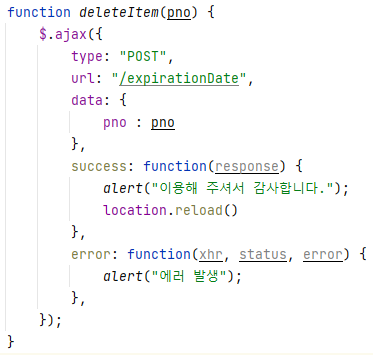 function deleteItem(pno) {
    $.ajax({
        type: "POST",
        url: "/expirationDate",
        data: {
            pno : pno
        },
        success: function(response) {
            alert("이용해 주셔서 감사합니다.");
            location.reload()
        },
        error: function(xhr, status, error) {
            alert("에러 발생");
        },
    });
}